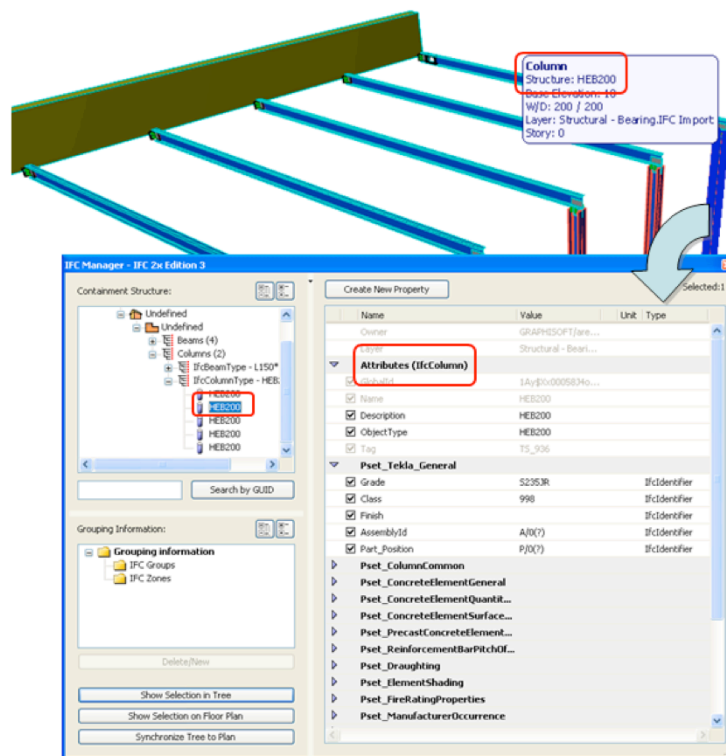 Column
Structure: HEB200
Base Elevation: 10
W/D: 200 / 200
Layer: Structural - Bearing.IFC Import
Story: 0
IFC Manager - IFC 2x Edition 3
Containment Structure:
Undefined
Undefined
Beams (4)
Columns (2)
IfcBeamType - L150*
IfcColumnType - HEB
HEB200
HEB200
HEB200
HEB200
HEB200
Search by GUID
Grouping Information:
Grouping information
IFC Groups
IFC Zones
Delete/New
Show Selection in Tree
Show Selection on Floor Plan
Synchronize Tree to Plan
Create New Property
Selected:1
Name Value Unit Type
Owner GRAPHISOFT/are...
Layer Structural - Beari...
Attributes (IfcColumn)
GlobalId
Name HEB200
Description HEB200
ObjectType HEB200
Tag TS_936
Pset_Tekla_General
Grade S235JR IfcIdentifier
Class 998 IfcIdentifier
Finish IfcIdentifier
AssemblyId A/0(?) IfcIdentifier
Part_Position P/0(?) IfcIdentifier
Pset_ColumnCommon
Pset_ConcreteElementGeneral
Pset_ConcreteElementQuantit...
Pset_ConcreteElementSurface...
Pset_PrecastConcreteElement...
Pset_ReinforcementBarPitchOf...
Pset_Draughting
Pset_ElementShading
Pset_FireRatingProperties
Pset_ManufacturerOccurrence